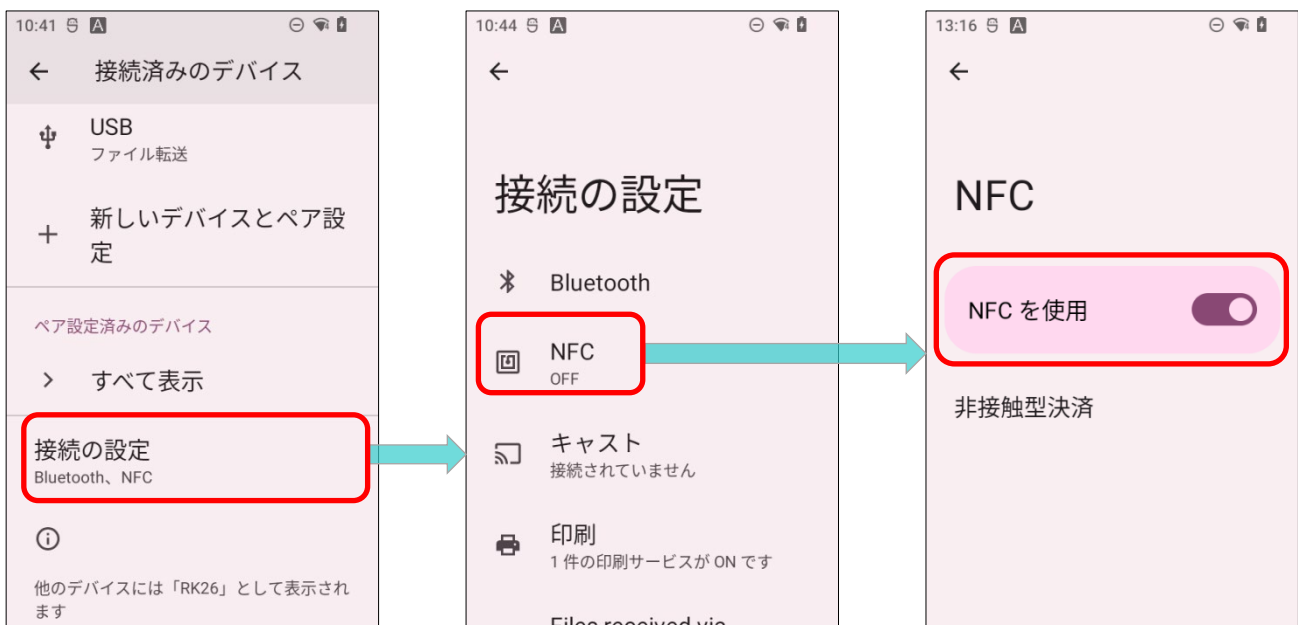 10:41
接続済みのデバイス
USB
ファイル転送
新しいデバイスとペア設
定
ペア設定済みのデバイス
すべて表示
接続の設定
Bluetooth、NFC
他のデバイスには「RK26」として表示され
ます
10:44
接続の設定
Bluetooth
NFC
OFF
キャスト
接続されていません
印刷
1 件の印刷サービスが ON です
Files received via
13:16
NFC
NFC を使用
非接触型決済